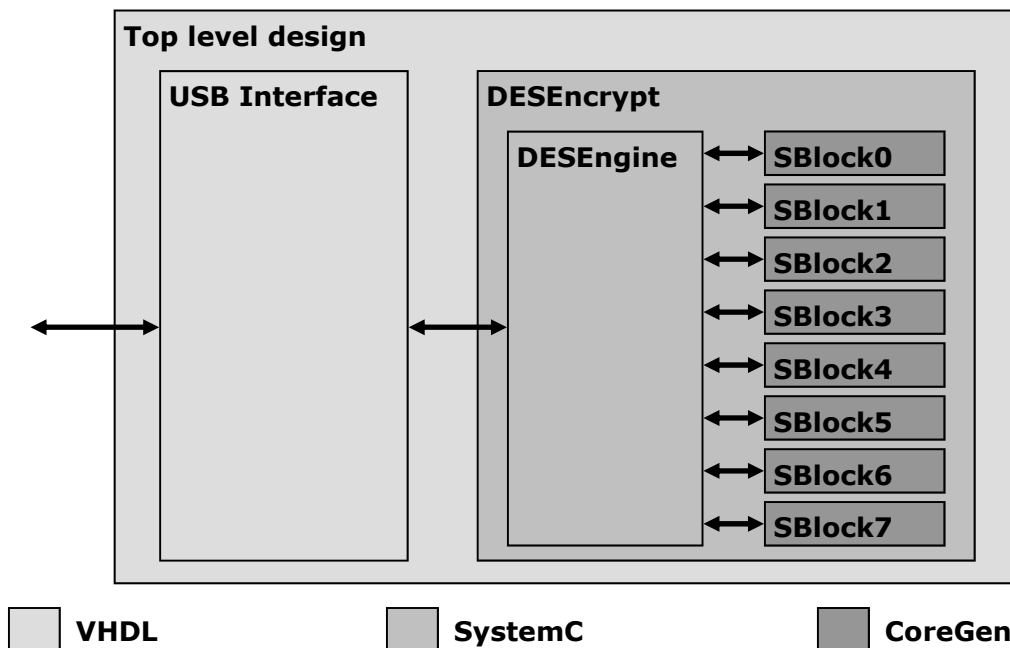 Top level design
USB Interface
DESEncrypt
DESEngine
SBlock0
SBlock1
SBlock2
SBlock3
SBlock4
SBlock5
SBlock6
SBlock7
VHDL
SystemC
CoreGen